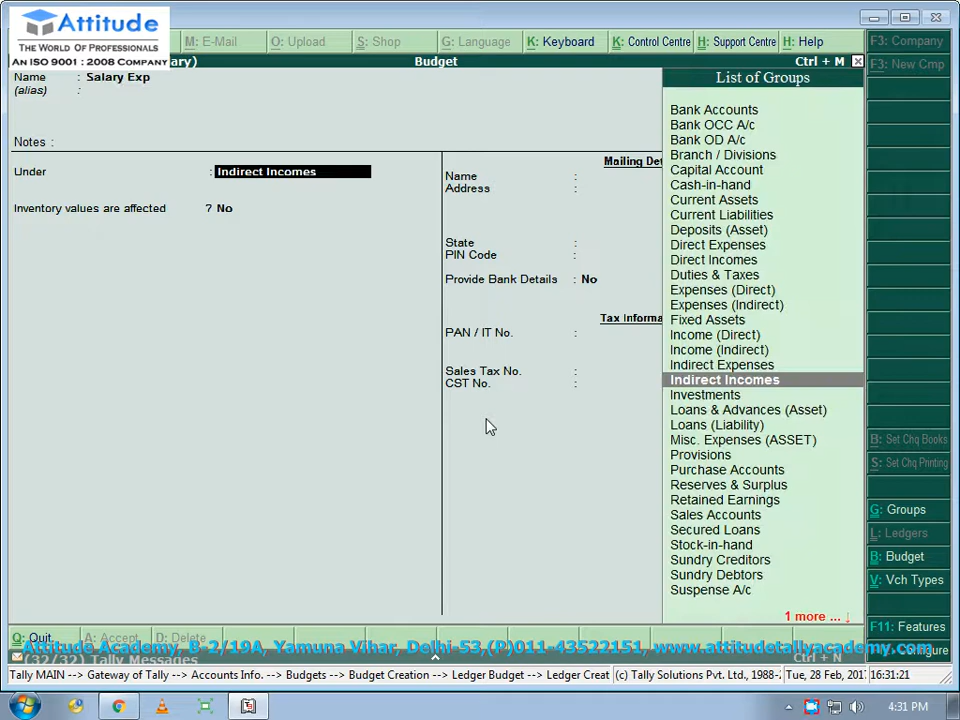 Attitude
THE WORLD OF PROFESSIONALS
AN ISO 9001 : 2008 COMPANY
M: E-Mail
O: Upload
S: Shop
G: Language
K: Keyboard
K: Control Centre
H: Support Centre
H: Help
F3: Company
F3: New Cmp
Budget
Ctrl + M
Name : Salary Exp
(alias) :
Notes :
Under : Indirect Incomes
Inventory values are affected ? No
Name :
Address :
State :
PIN Code :
Provide Bank Details : No
PAN / IT No. :
Sales Tax No. :
CST No. :
List of Groups
Bank Accounts
Bank OCC A/c
Bank OD A/c
Branch / Divisions
Capital Account
Cash-in-hand
Current Assets
Current Liabilities
Deposits (Asset)
Direct Expenses
Direct Incomes
Duties & Taxes
Expenses (Direct)
Expenses (Indirect)
Fixed Assets
Income (Direct)
Income (Indirect)
Indirect Expenses
Indirect Incomes
Investments
Loans & Advances (Asset)
Loans (Liability)
Misc. Expenses (ASSET)
Provisions
Purchase Accounts
Reserves & Surplus
Retained Earnings
Sales Accounts
Secured Loans
Stock-in-hand
Sundry Creditors
Sundry Debtors
Suspense A/c
1 more ... ↓
B: Set Chq Books
S: Set Chq Printing
G: Groups
L: Ledgers
B: Budget
V: Vch Types
F11: Features
Q: Quit
A: Accept
D: Delete
Attitude Academy, B-2/19A, Yamuna Vihar, Delhi-53,(P)011-43522151, www.attitudetallyacademy.com
(32/32) Tally Messages
Ctrl + N
Tally MAIN --> Gateway of Tally --> Accounts Info. --> Budgets --> Budget Creation --> Ledger Budget --> Ledger Creat
(c) Tally Solutions Pvt. Ltd., 1988-
Tue, 28 Feb, 201
16:31:21
4:31 PM